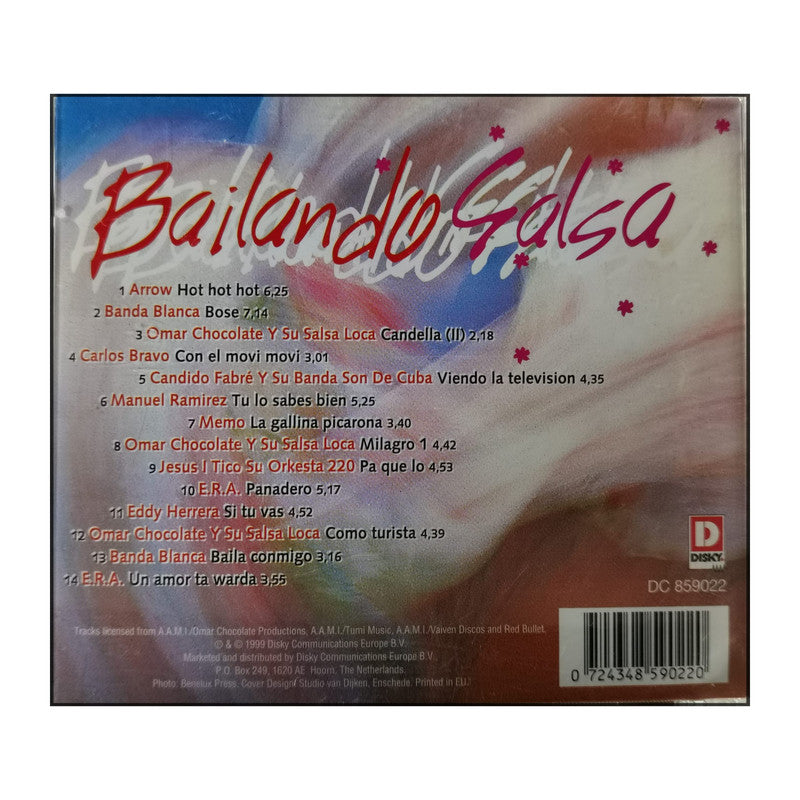 Bailando Salsa
1 Arrow Hot hot hot 6,25
2 Banda Blanca Bose 7,14
3 Omar Chocolate Y Su Salsa Loca Candella (II) 2,18
4 Carlos Bravo Con el movi movi 3,01
5 Candido Fabré Y Su Banda Son De Cuba Viendo la television 4,35
6 Manuel Ramirez Tu lo sabes bien 5,25
7 Memo La gallina picarona 3,40
8 Omar Chocolate Y Su Salsa Loca Milagro 1 4,42
9 Jesus I Tico Su Orkesta 220 Pa que lo 4,53
10 E.R.A. Panadero 5,17
11 Eddy Herrera Si tu vas 4,52
12 Omar Chocolate Y Su Salsa Loca Como turista 4,39
13 Banda Blanca Baila conmigo 3,16
14 E.R.A. Un amor ta warda 3,55
D
DISKY
DC 859022
Tracks licensed from A.A.M.I./Omar Chocolate Productions, A.A.M.I./Tumi Music, A.A.M.I./Vaiven Discos and Red Bullet.
℗ & © 1999 Disky Communications Europe B.V.
Marketed and distributed by Disky Communications Europe B.V.
P.O. Box 249, 1620 AE Hoorn. The Netherlands.
Photo: Benelux Press. Cover Design: Studio van Dijken, Enschede. Printed in EU.
0 724348 590220